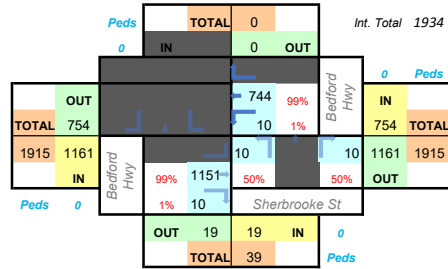 Peds TOTAL 0 Int. Total 1934
0 IN 0 OUT
0 Peds
OUT 744 99% Bedford Hwy IN
TOTAL 754 10 1% 754 TOTAL
1915 1161 Bedford Hwy 99% 1151 10 10 1161 1915
IN 1% 10 50% 50% OUT
Peds 0 Sherbrooke St
OUT 19 19 IN 0
TOTAL 39 Peds